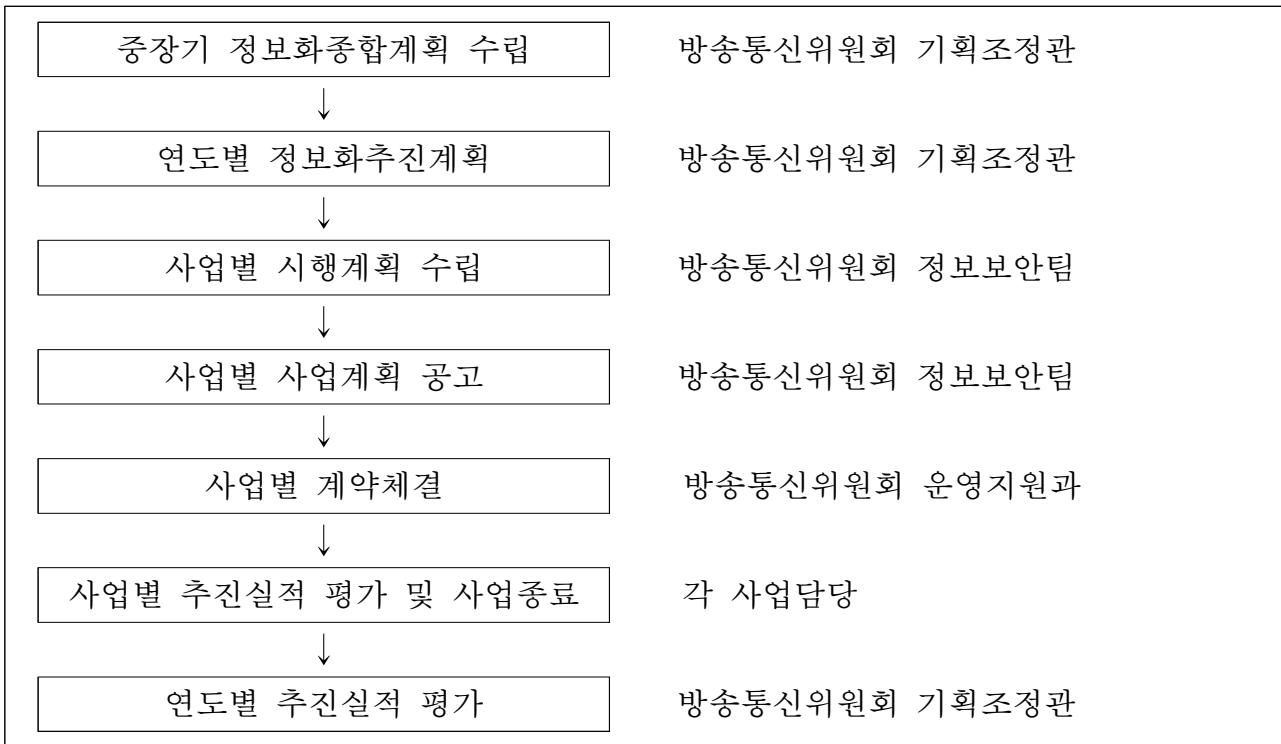 중장기 정보화종합계획 수립 방송통신위원회 기획조정관
↓
연도별 정보화추진계획 방송통신위원회 기획조정관
↓
사업별 시행계획 수립 방송통신위원회 정보보안팀
↓
사업별 사업계획 공고 방송통신위원회 정보보안팀
↓
사업별 계약체결 방송통신위원회 운영지원과
↓
사업별 추진실적 평가 및 사업종료 각 사업담당
↓
연도별 추진실적 평가 방송통신위원회 기획조정관